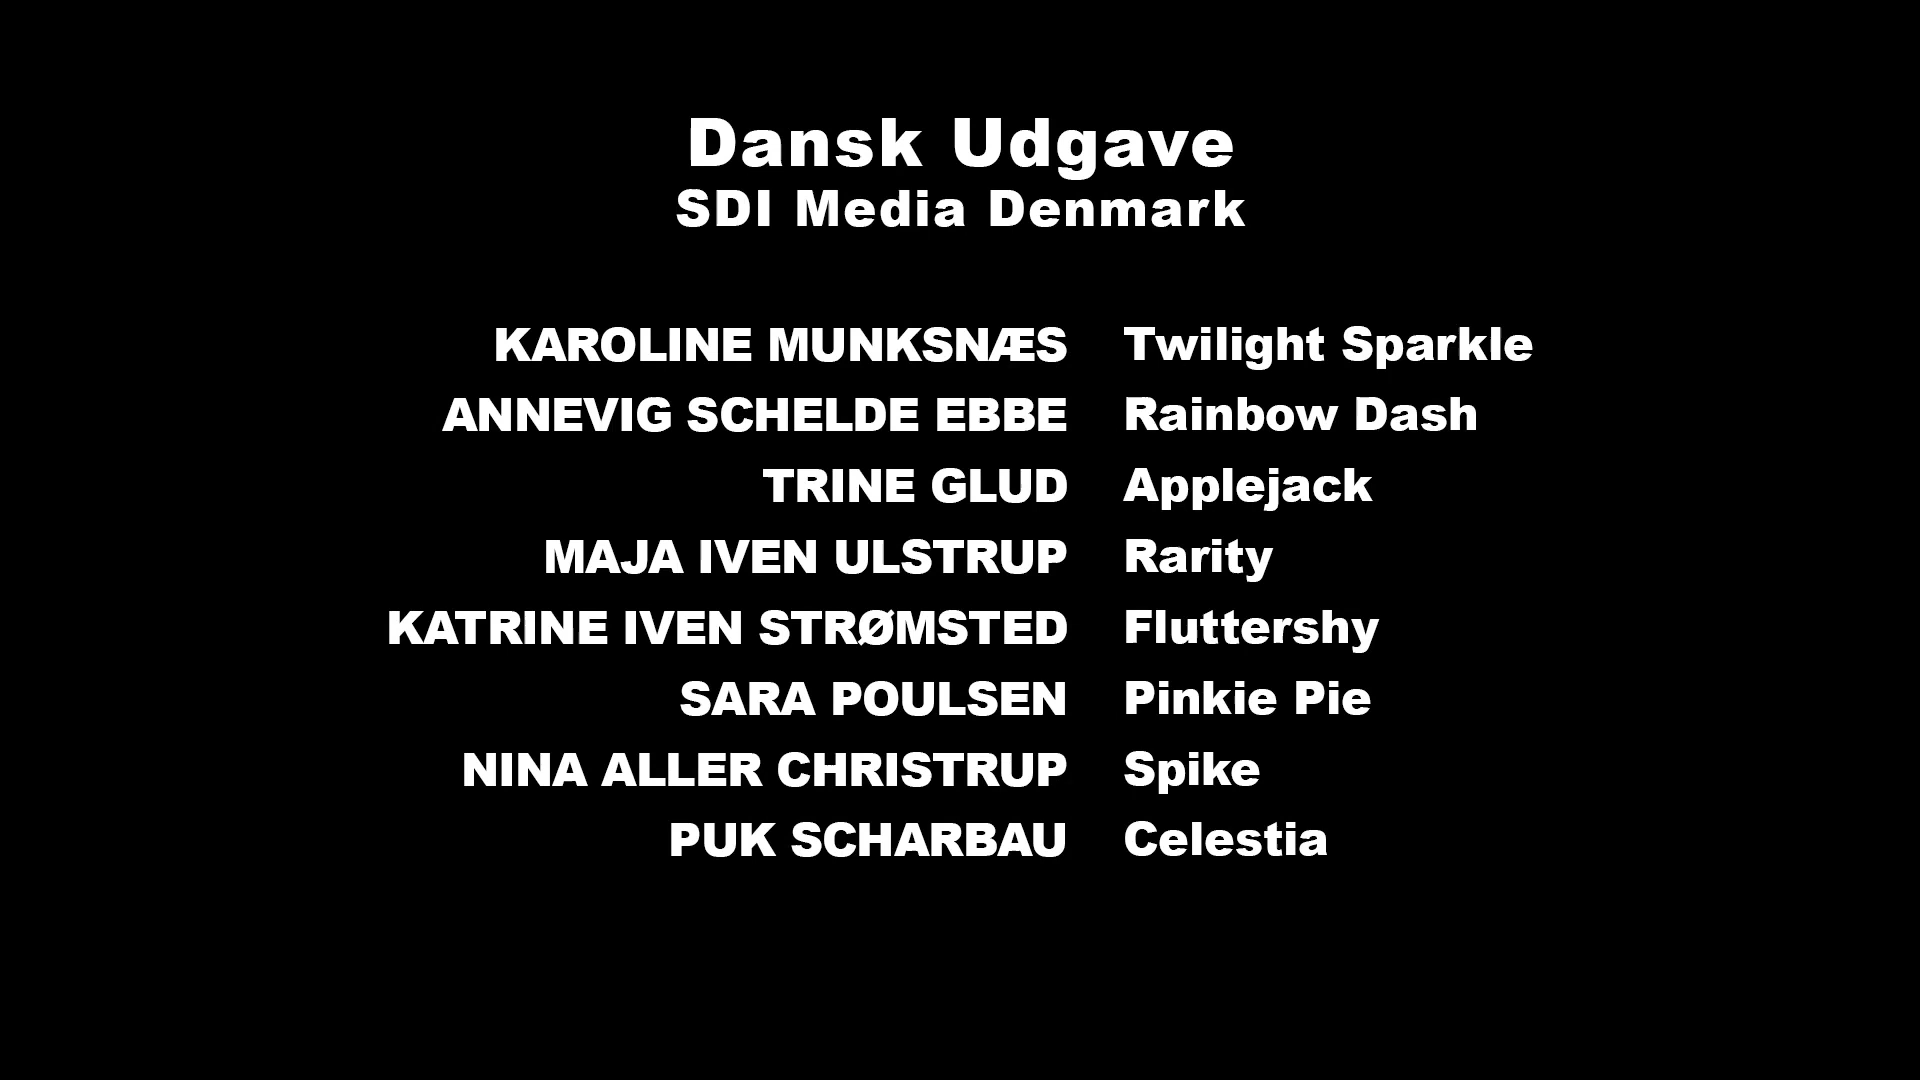 Dansk Udgave
SDI Media Denmark
KAROLINE MUNKSNÆS Twilight Sparkle
ANNEVIG SCHELDE EBBE Rainbow Dash
TRINE GLUD Applejack
MAJA IVEN ULSTRUP Rarity
KATRINE IVEN STRØMSTED Fluttershy
SARA POULSEN Pinkie Pie
NINA ALLER CHRISTRUP Spike
PUK SCHARBAU Celestia